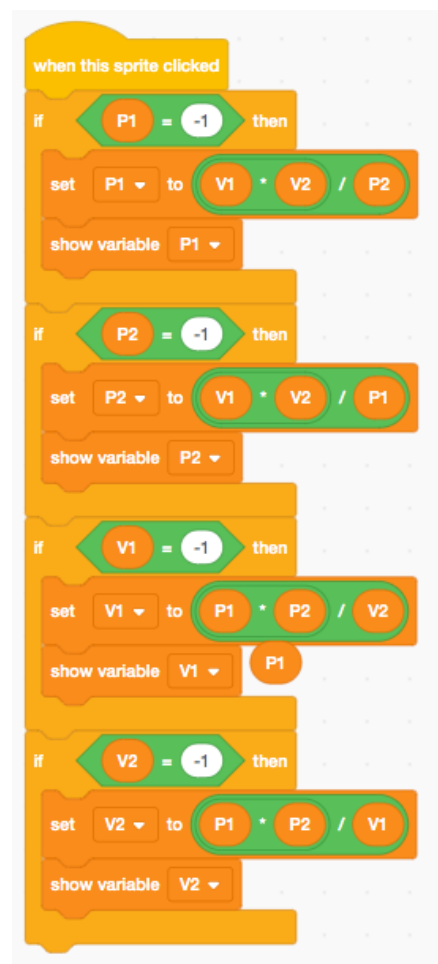 when this sprite clicked
if P1 = -1 then
set P1 to V1 * V2 / P2
show variable P1
if P2 = -1 then
set P2 to V1 * V2 / P1
show variable P2
if V1 = -1 then
set V1 to P1 * P2 / V2
show variable V1 P1
if V2 = -1 then
set V2 to P1 * P2 / V1
show variable V2